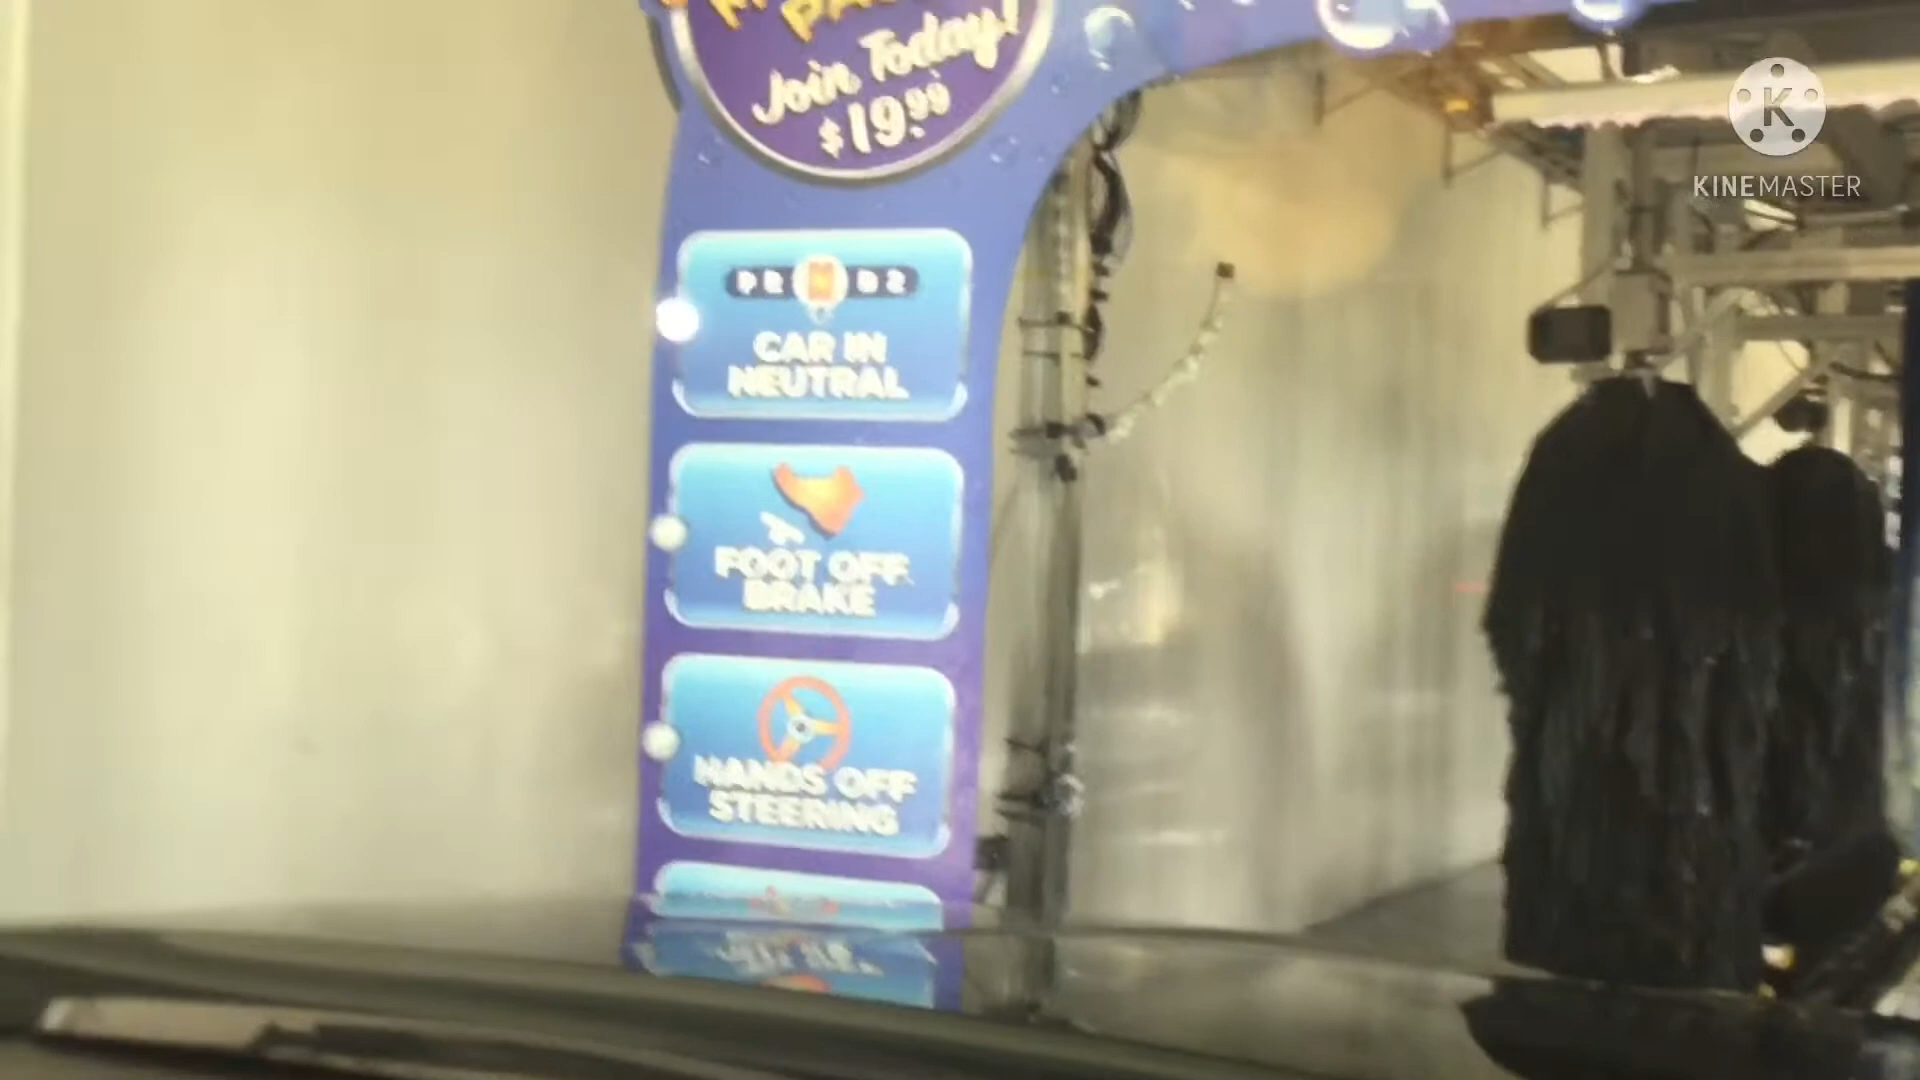 Join Today!
$19.99
K
KINEMASTER
P R N D 2
CAR IN
NEUTRAL
FOOT OFF
BRAKE
HANDS OFF
STEERING